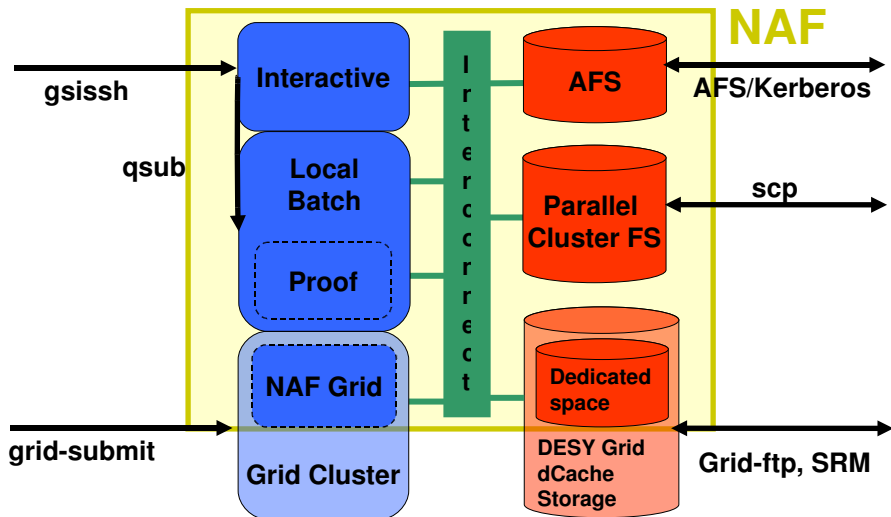 NAF
Interactive
gsissh
qsub
Local
Batch
Proof
NAF Grid
grid-submit
Grid Cluster
Interconnect
AFS
AFS/Kerberos
Parallel
Cluster FS
scp
Dedicated
space
DESY Grid
dCache
Storage
Grid-ftp, SRM